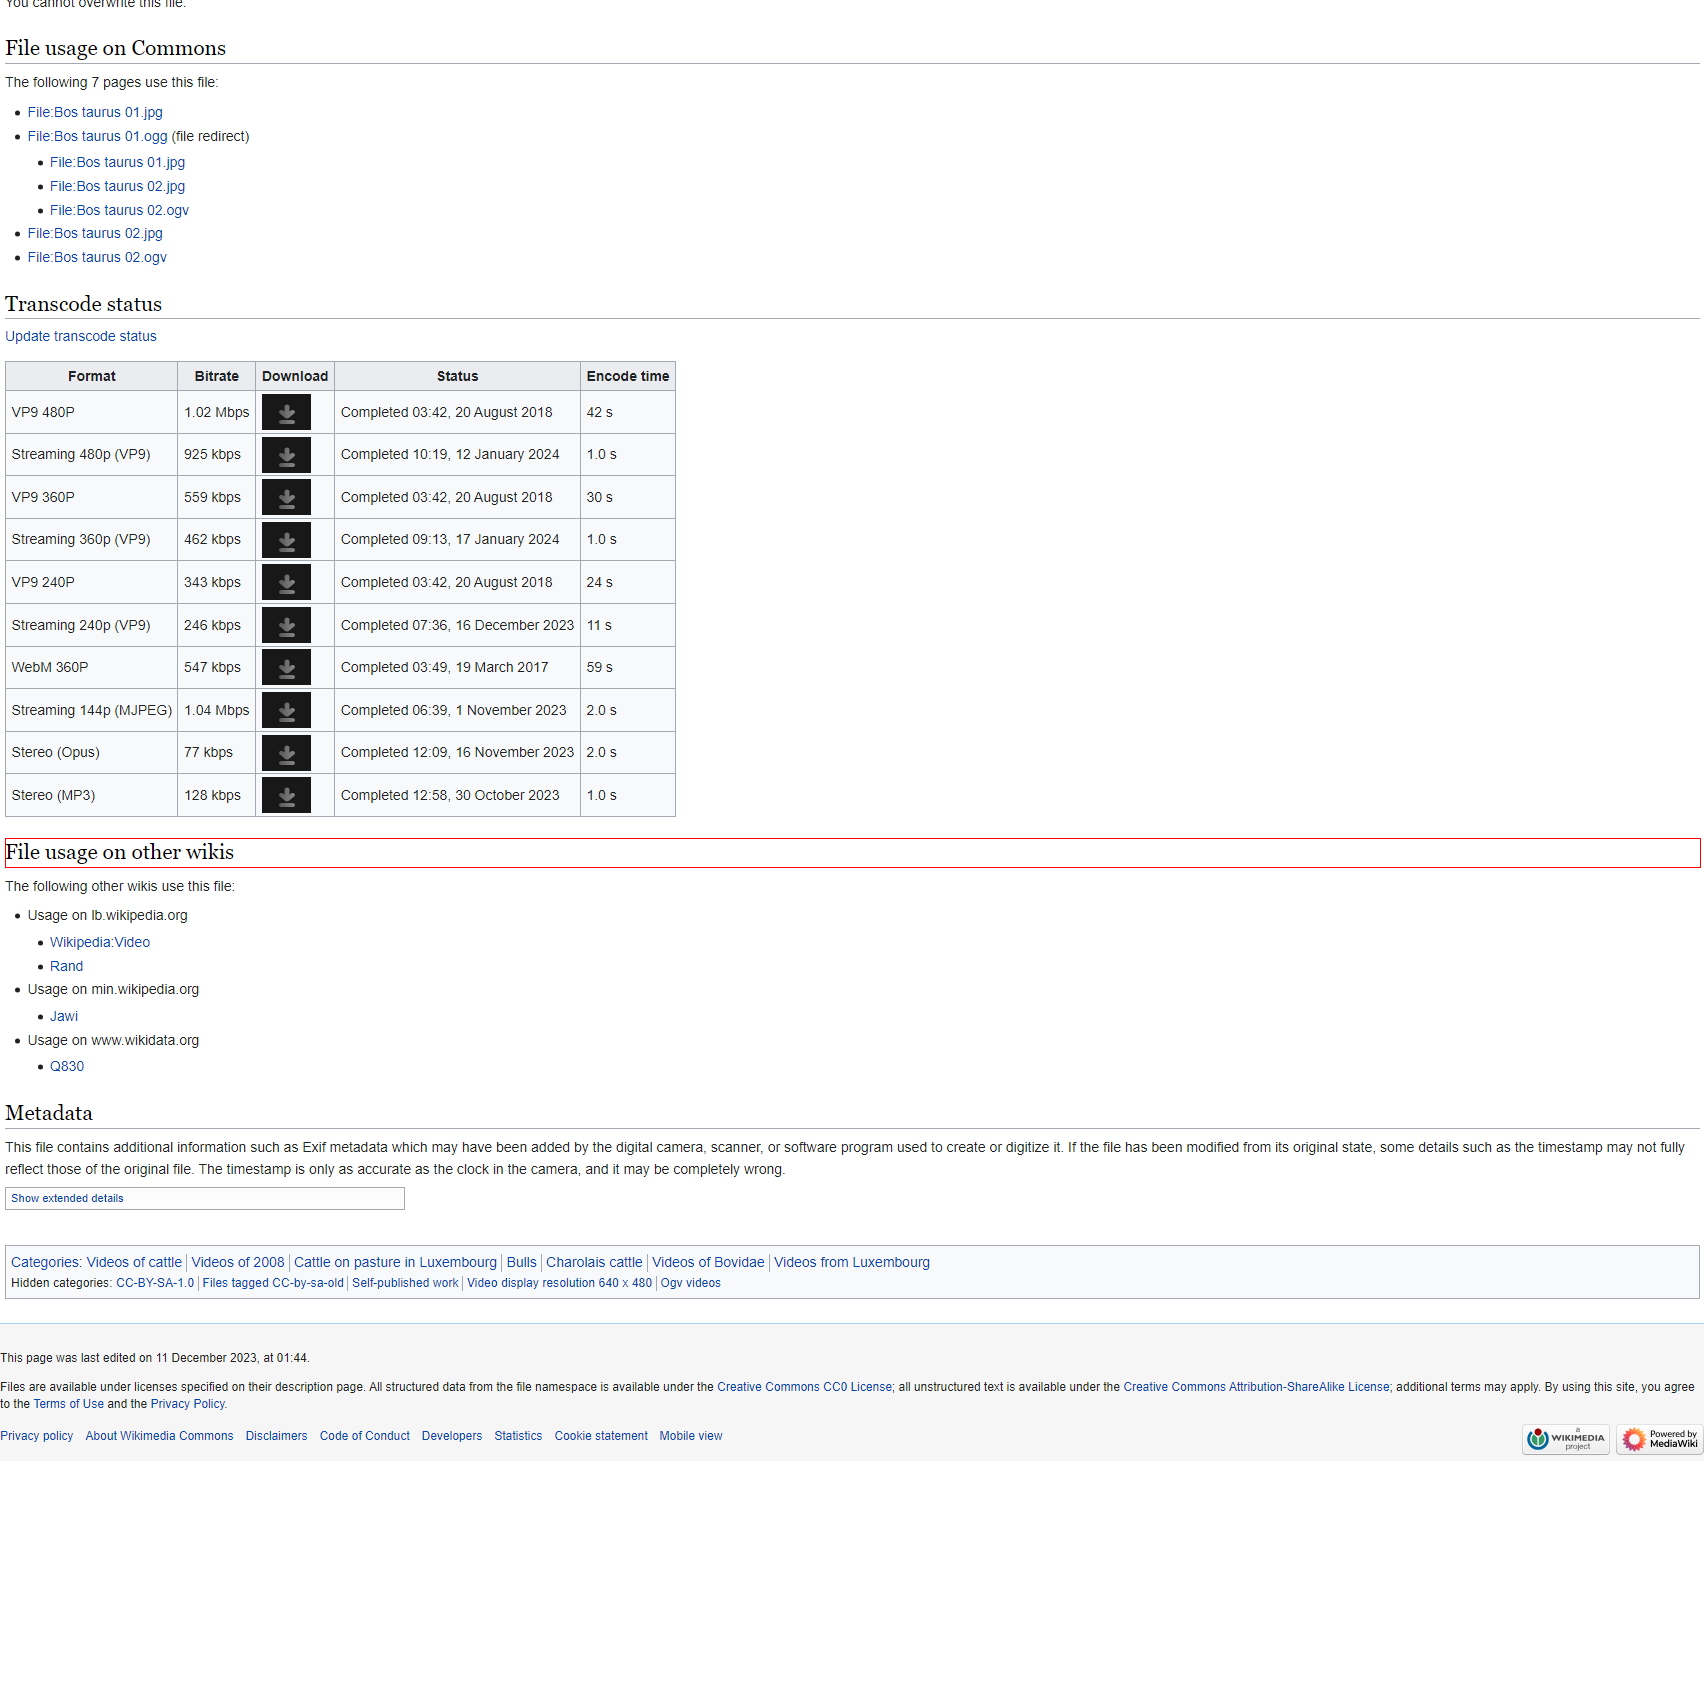 You cannot overwrite this file.
File usage on Commons
The following 7 pages use this file:
File:Bos taurus 01.jpg
File:Bos taurus 01.ogg (file redirect)
File:Bos taurus 01.jpg
File:Bos taurus 02.jpg
File:Bos taurus 02.ogv
File:Bos taurus 02.jpg
File:Bos taurus 02.ogv
Transcode status
Update transcode status
Format Bitrate Download Status Encode time
VP9 480P 1.02 Mbps Completed 03:42, 20 August 2018 42 s
Streaming 480p (VP9) 925 kbps Completed 10:19, 12 January 2024 1.0 s
VP9 360P 559 kbps Completed 03:42, 20 August 2018 30 s
Streaming 360p (VP9) 462 kbps Completed 09:13, 17 January 2024 1.0 s
VP9 240P 343 kbps Completed 03:42, 20 August 2018 24 s
Streaming 240p (VP9) 246 kbps Completed 07:36, 16 December 2023 11 s
WebM 360P 547 kbps Completed 03:49, 19 March 2017 59 s
Streaming 144p (MJPEG) 1.04 Mbps Completed 06:39, 1 November 2023 2.0 s
Stereo (Opus) 77 kbps Completed 12:09, 16 November 2023 2.0 s
Stereo (MP3) 128 kbps Completed 12:58, 30 October 2023 1.0 s
File usage on other wikis
The following other wikis use this file:
Usage on lb.wikipedia.org
Wikipedia:Video
Rand
Usage on min.wikipedia.org
Jawi
Usage on www.wikidata.org
Q830
Metadata
This file contains additional information such as Exif metadata which may have been added by the digital camera, scanner, or software program used to create or digitize it. If the file has been modified from its original state, some details such as the timestamp may not fully
reflect those of the original file. The timestamp is only as accurate as the clock in the camera, and it may be completely wrong.
Show extended details
Categories: Videos of cattle Videos of 2008 Cattle on pasture in Luxembourg Bulls Charolais cattle Videos of Bovidae Videos from Luxembourg
Hidden categories: CC-BY-SA-1.0 Files tagged CC-by-sa-old Self-published work Video display resolution 640 x 480 Ogv videos
This page was last edited on 11 December 2023, at 01:44.
Files are available under licenses specified on their description page. All structured data from the file namespace is available under the Creative Commons CC0 License; all unstructured text is available under the Creative Commons Attribution-ShareAlike License; additional terms may apply. By using this site, you agree
to the Terms of Use and the Privacy Policy.
Privacy policy About Wikimedia Commons Disclaimers Code of Conduct Developers Statistics Cookie statement Mobile view
a
WIKIMEDIA
project
Powered by
MediaWiki